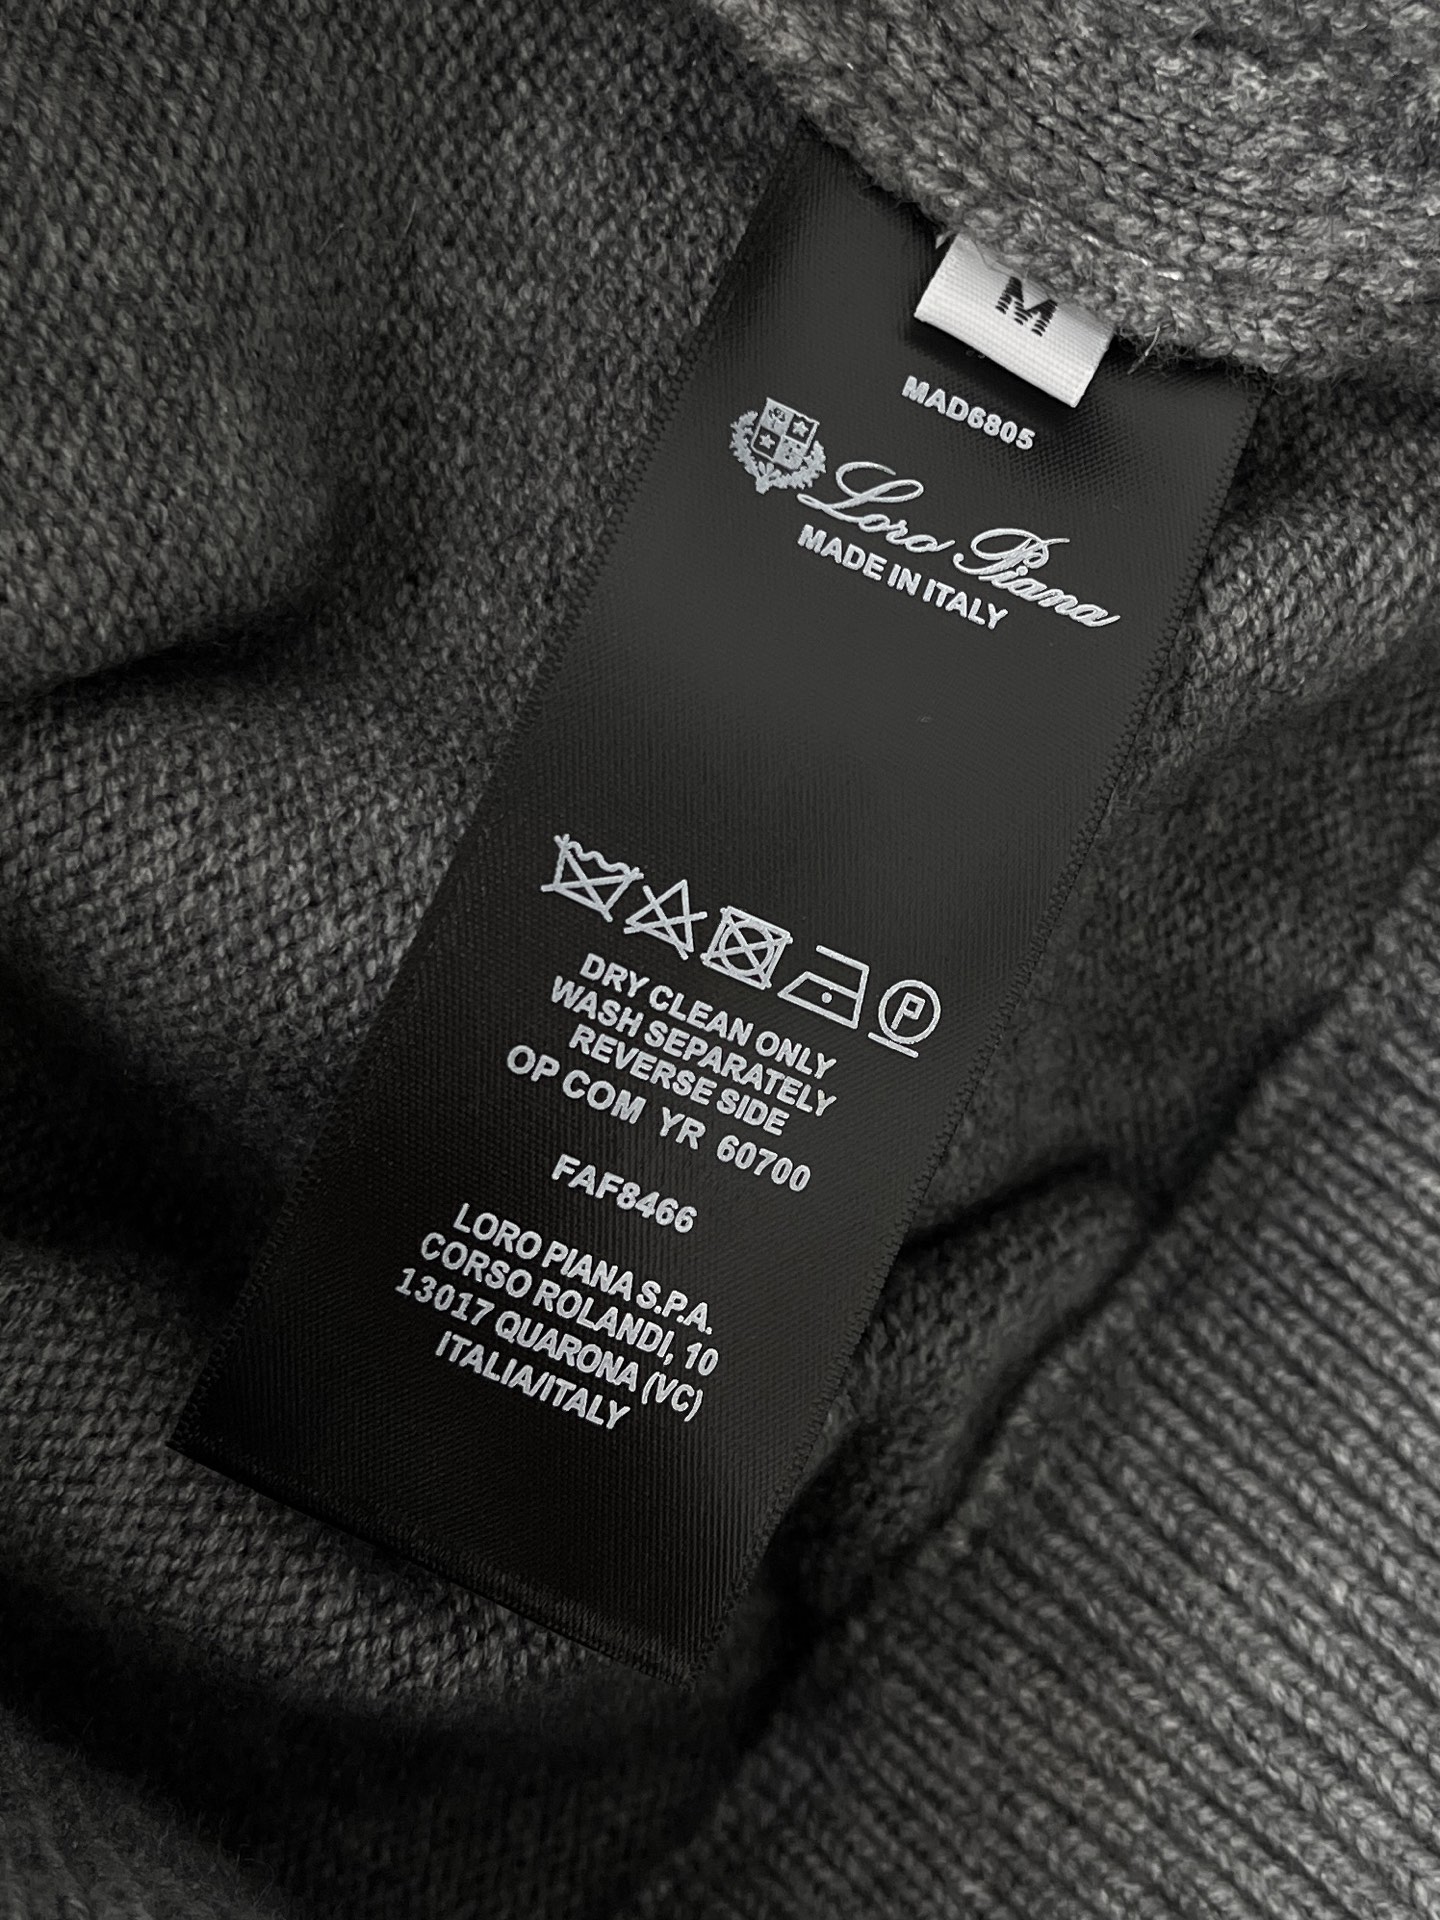 M
MAD6805
Loro Piana
MADE IN ITALY
P
DRY CLEAN ONLY
WASH SEPARATELY
REVERSE SIDE
OP COM YR 60700
FAF8466
LORO PIANA S.P.A.
CORSO ROLANDI, 10
13017 QUARONA (VC)
ITALIA/ITALY